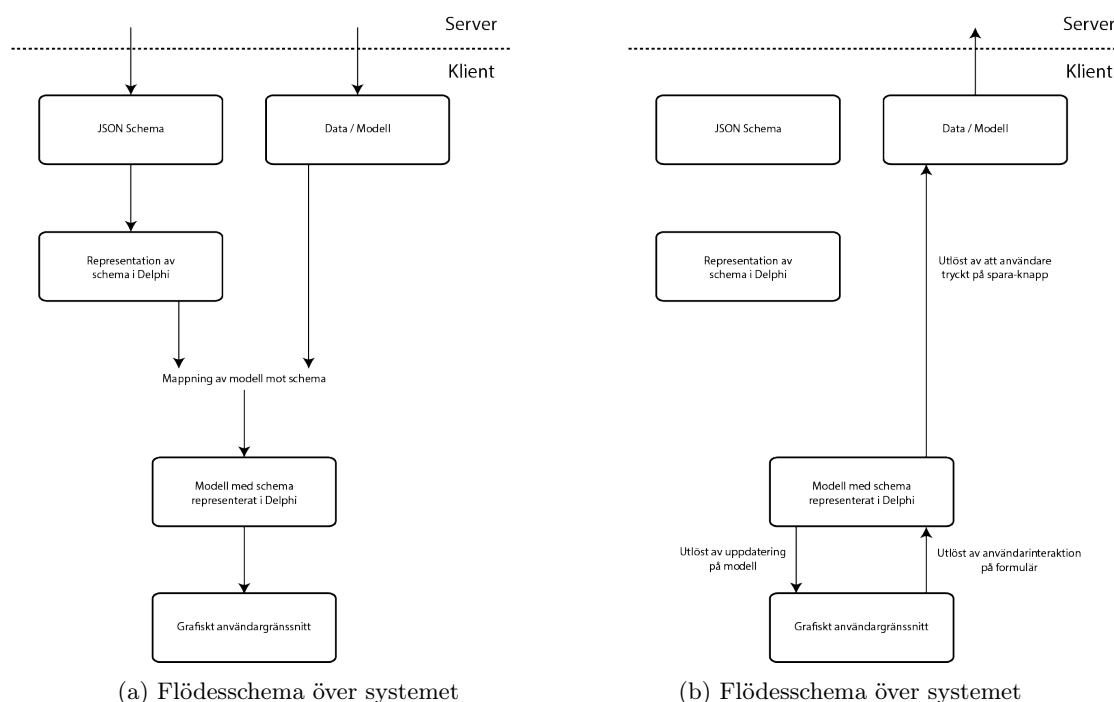 Server
Klient
JSON Schema
Data / Modell
Representation av
schema i Delphi
Mappning av modell mot schema
Modell med schema
representerat i Delphi
Grafiskt användargränssnitt
(a) Flödesschema över systemet
Server
Klient
JSON Schema
Data / Modell
Representation av
schema i Delphi
Utlöst av att användare
tryckt på spara-knapp
Modell med schema
representerat i Delphi
Utlöst av uppdatering
på modell
Utlöst av användarinteraktion
på formulär
Grafiskt användargränssnitt
(b) Flödesschema över systemet